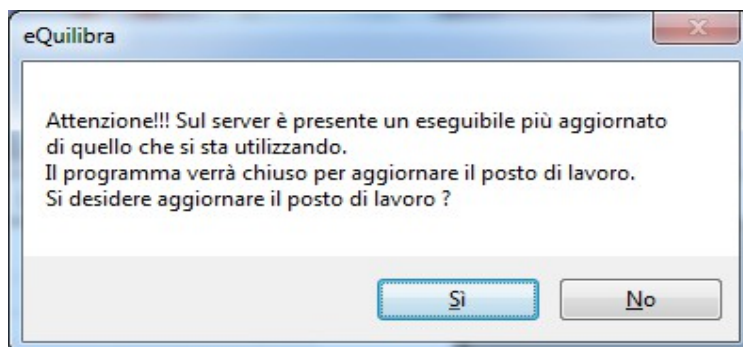 eQuilibra
Attenzione!!! Sul server è presente un eseguibile più aggiornato
di quello che si sta utilizzando.
Il programma verrà chiuso per aggiornare il posto di lavoro.
Si desidere aggiornare il posto di lavoro ?
Sì No